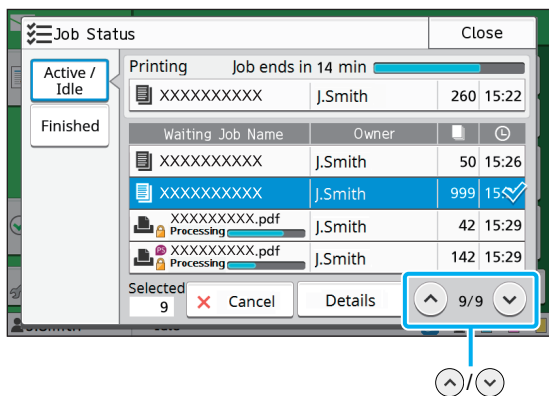 Job Status
Close
Active /
Idle
Finished
Printing Job ends in 14 min
XXXXXXXXXX J.Smith 260 15:22
Waiting Job Name Owner
XXXXXXXXXX J.Smith 50 15:26
XXXXXXXXXX J.Smith 999
XXXXXXXXX.pdf J.Smith 42 15:29
Processing
PS XXXXXXXXX.pdf J.Smith 142 15:29
Processing
Selected
9
Cancel
Details
9/9
/